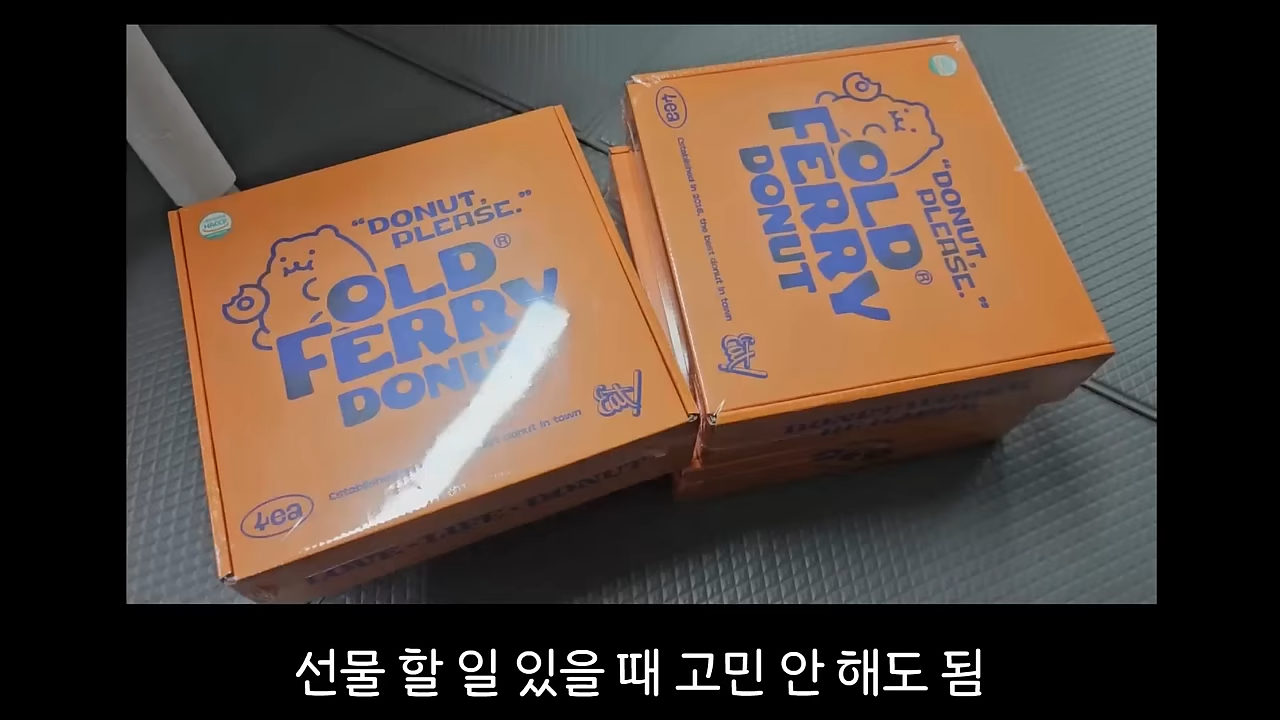 "DONUT,
PLEASE."
OLD®
FERRY
DONUT
4ea
HACCP
"DONUT,
PLEASE."
OLD®
FERRY
DONUT
Established in 2016, the best donut in town
4ea
선물 할 일 있을 때 고민 안 해도 됨